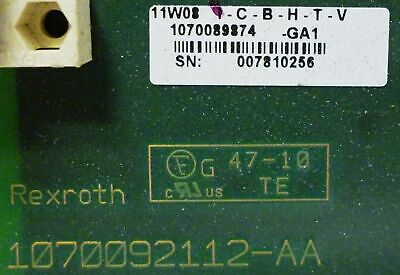 11W08 - C - B - H - T - V
1070089874 -GA1
SN: 007810256
G 47-10
c US TE
Rexroth
1070092112-AA